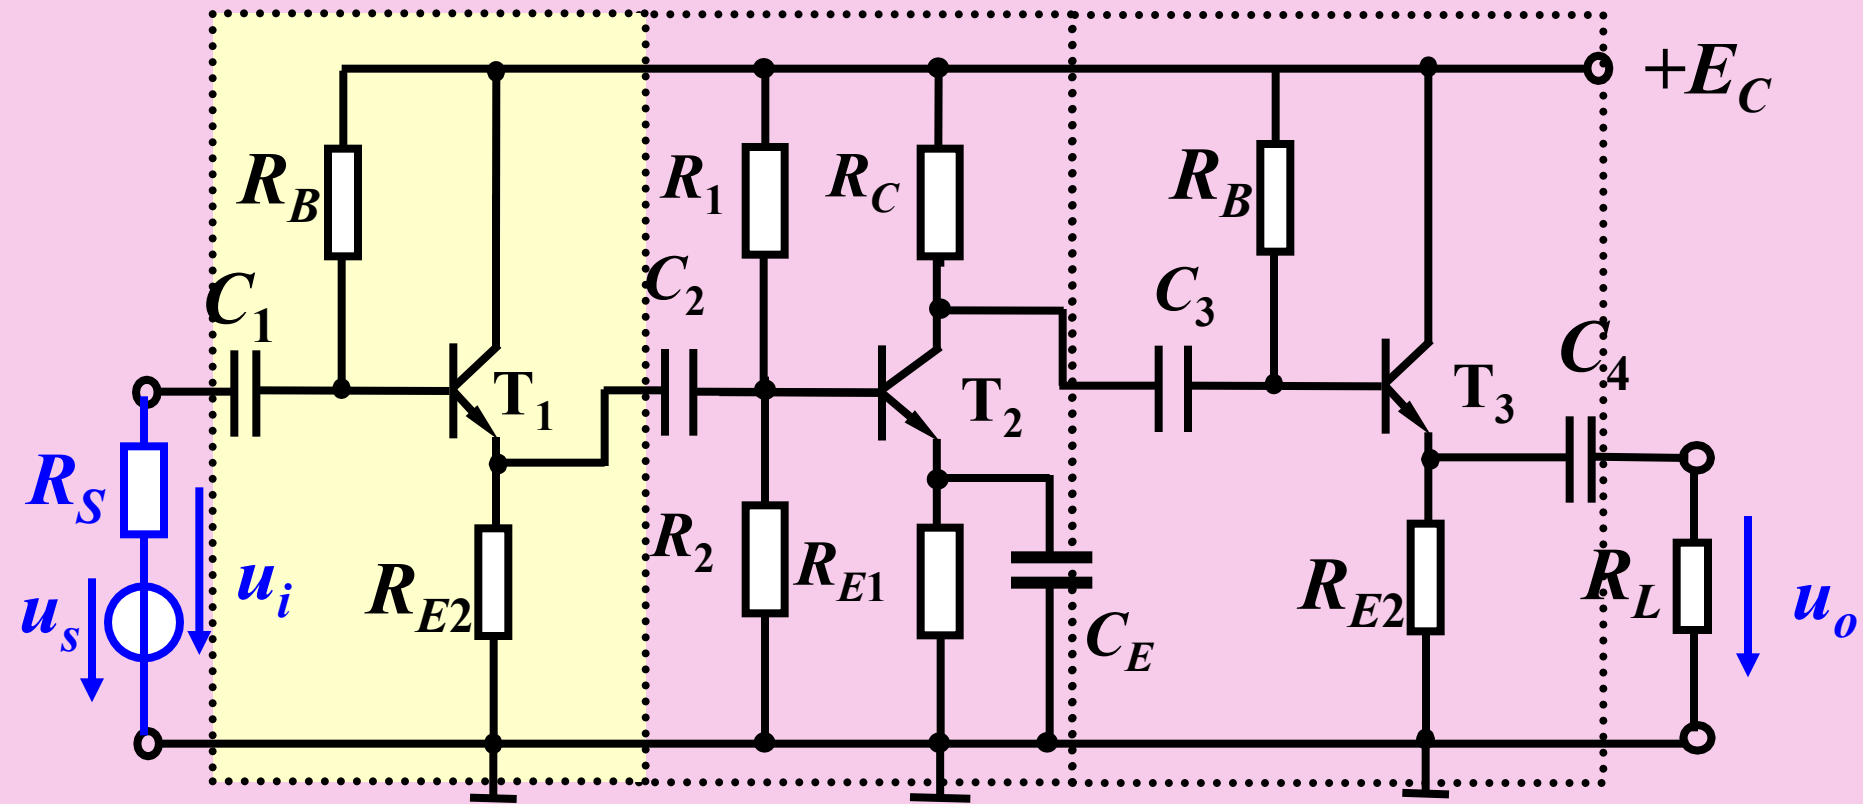 +E_C
R_B
R_1
R_C
R_B
C_1
C_2
C_3
C_4
T_1
T_2
T_3
R_S
u_i
u_s
R_E2
R_2
R_E1
C_E
R_E2
R_L
u_o